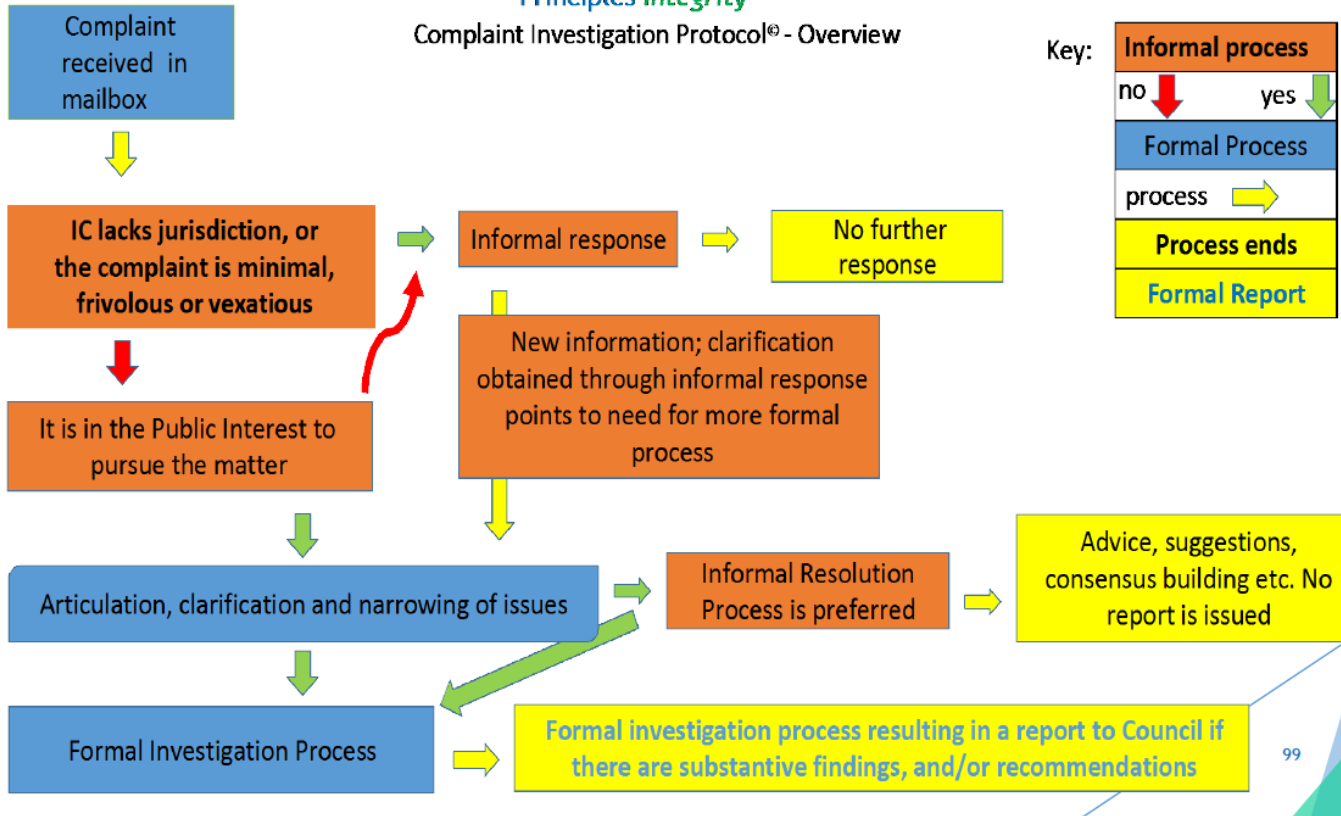 Principles Integrity
Complaint Investigation Protocol© - Overview
Complaint
received in
mailbox
Key:
Informal process
no
yes
Formal Process
process
Process ends
Formal Report
IC lacks jurisdiction, or
the complaint is minimal,
frivolous or vexatious
Informal response
No further
response
New information; clarification
obtained through informal response
points to need for more formal
process
It is in the Public Interest to
pursue the matter
Articulation, clarification and narrowing of issues
Informal Resolution
Process is preferred
Advice, suggestions,
consensus building etc. No
report is issued
Formal Investigation Process
Formal investigation process resulting in a report to Council if
there are substantive findings, and/or recommendations
99